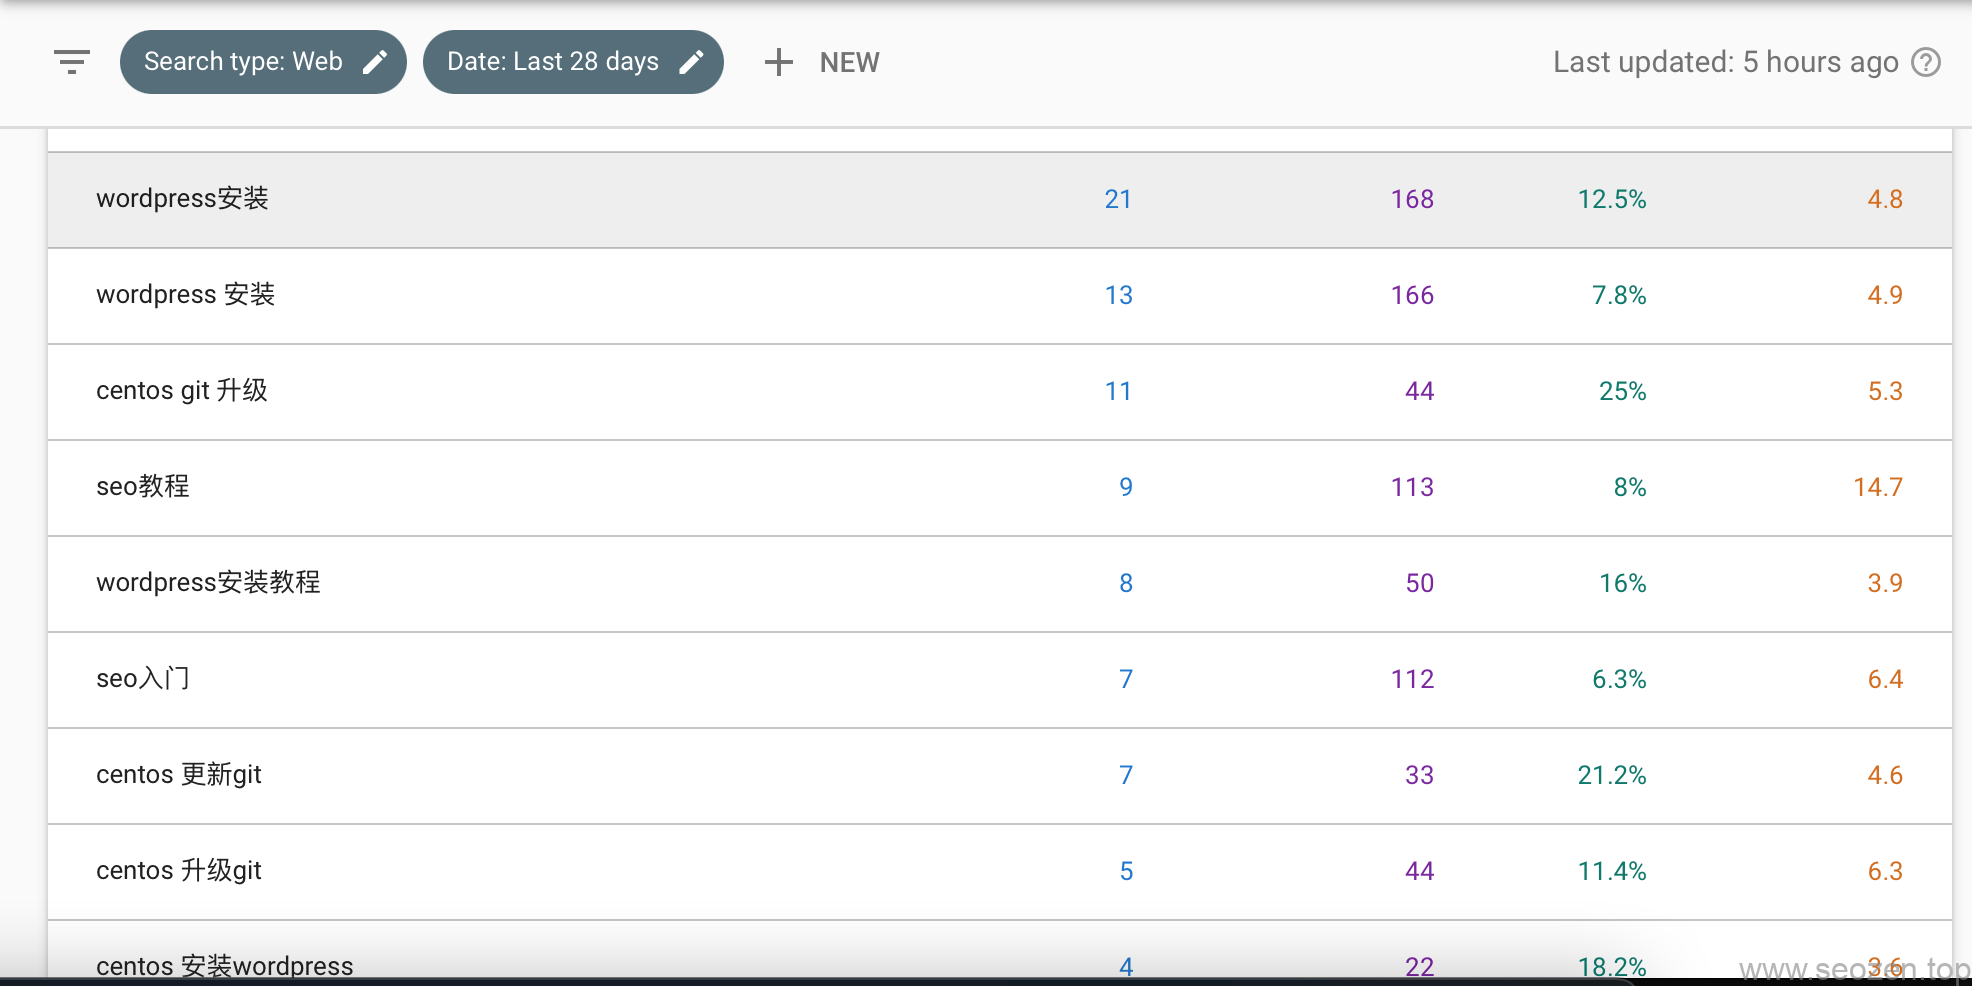 Search type: Web Date: Last 28 days NEW Last updated: 5 hours ago
wordpress安装 21 168 12.5% 4.8
wordpress 安装 13 166 7.8% 4.9
centos git 升级 11 44 25% 5.3
seo教程 9 113 8% 14.7
wordpress安装教程 8 50 16% 3.9
seo入门 7 112 6.3% 6.4
centos 更新git 7 33 21.2% 4.6
centos 升级git 5 44 11.4% 6.3
centos 安装wordpress 4 22 18.2% 3.6
www.seozen.top